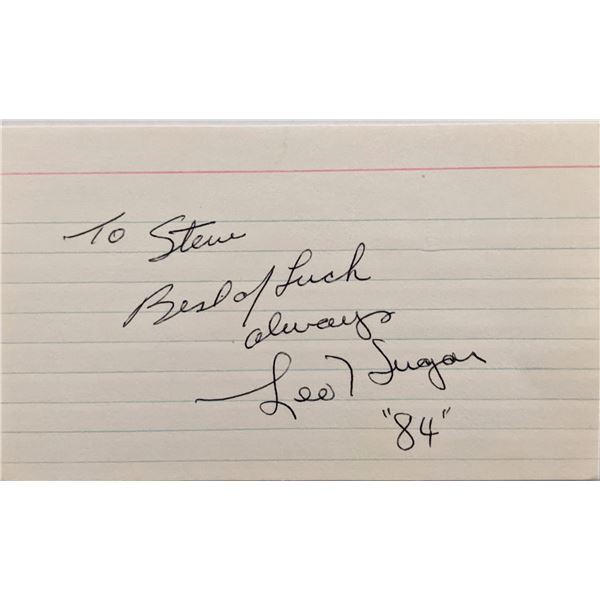 To Steve
Best of Luck
always
Leo T Sugar
"84"